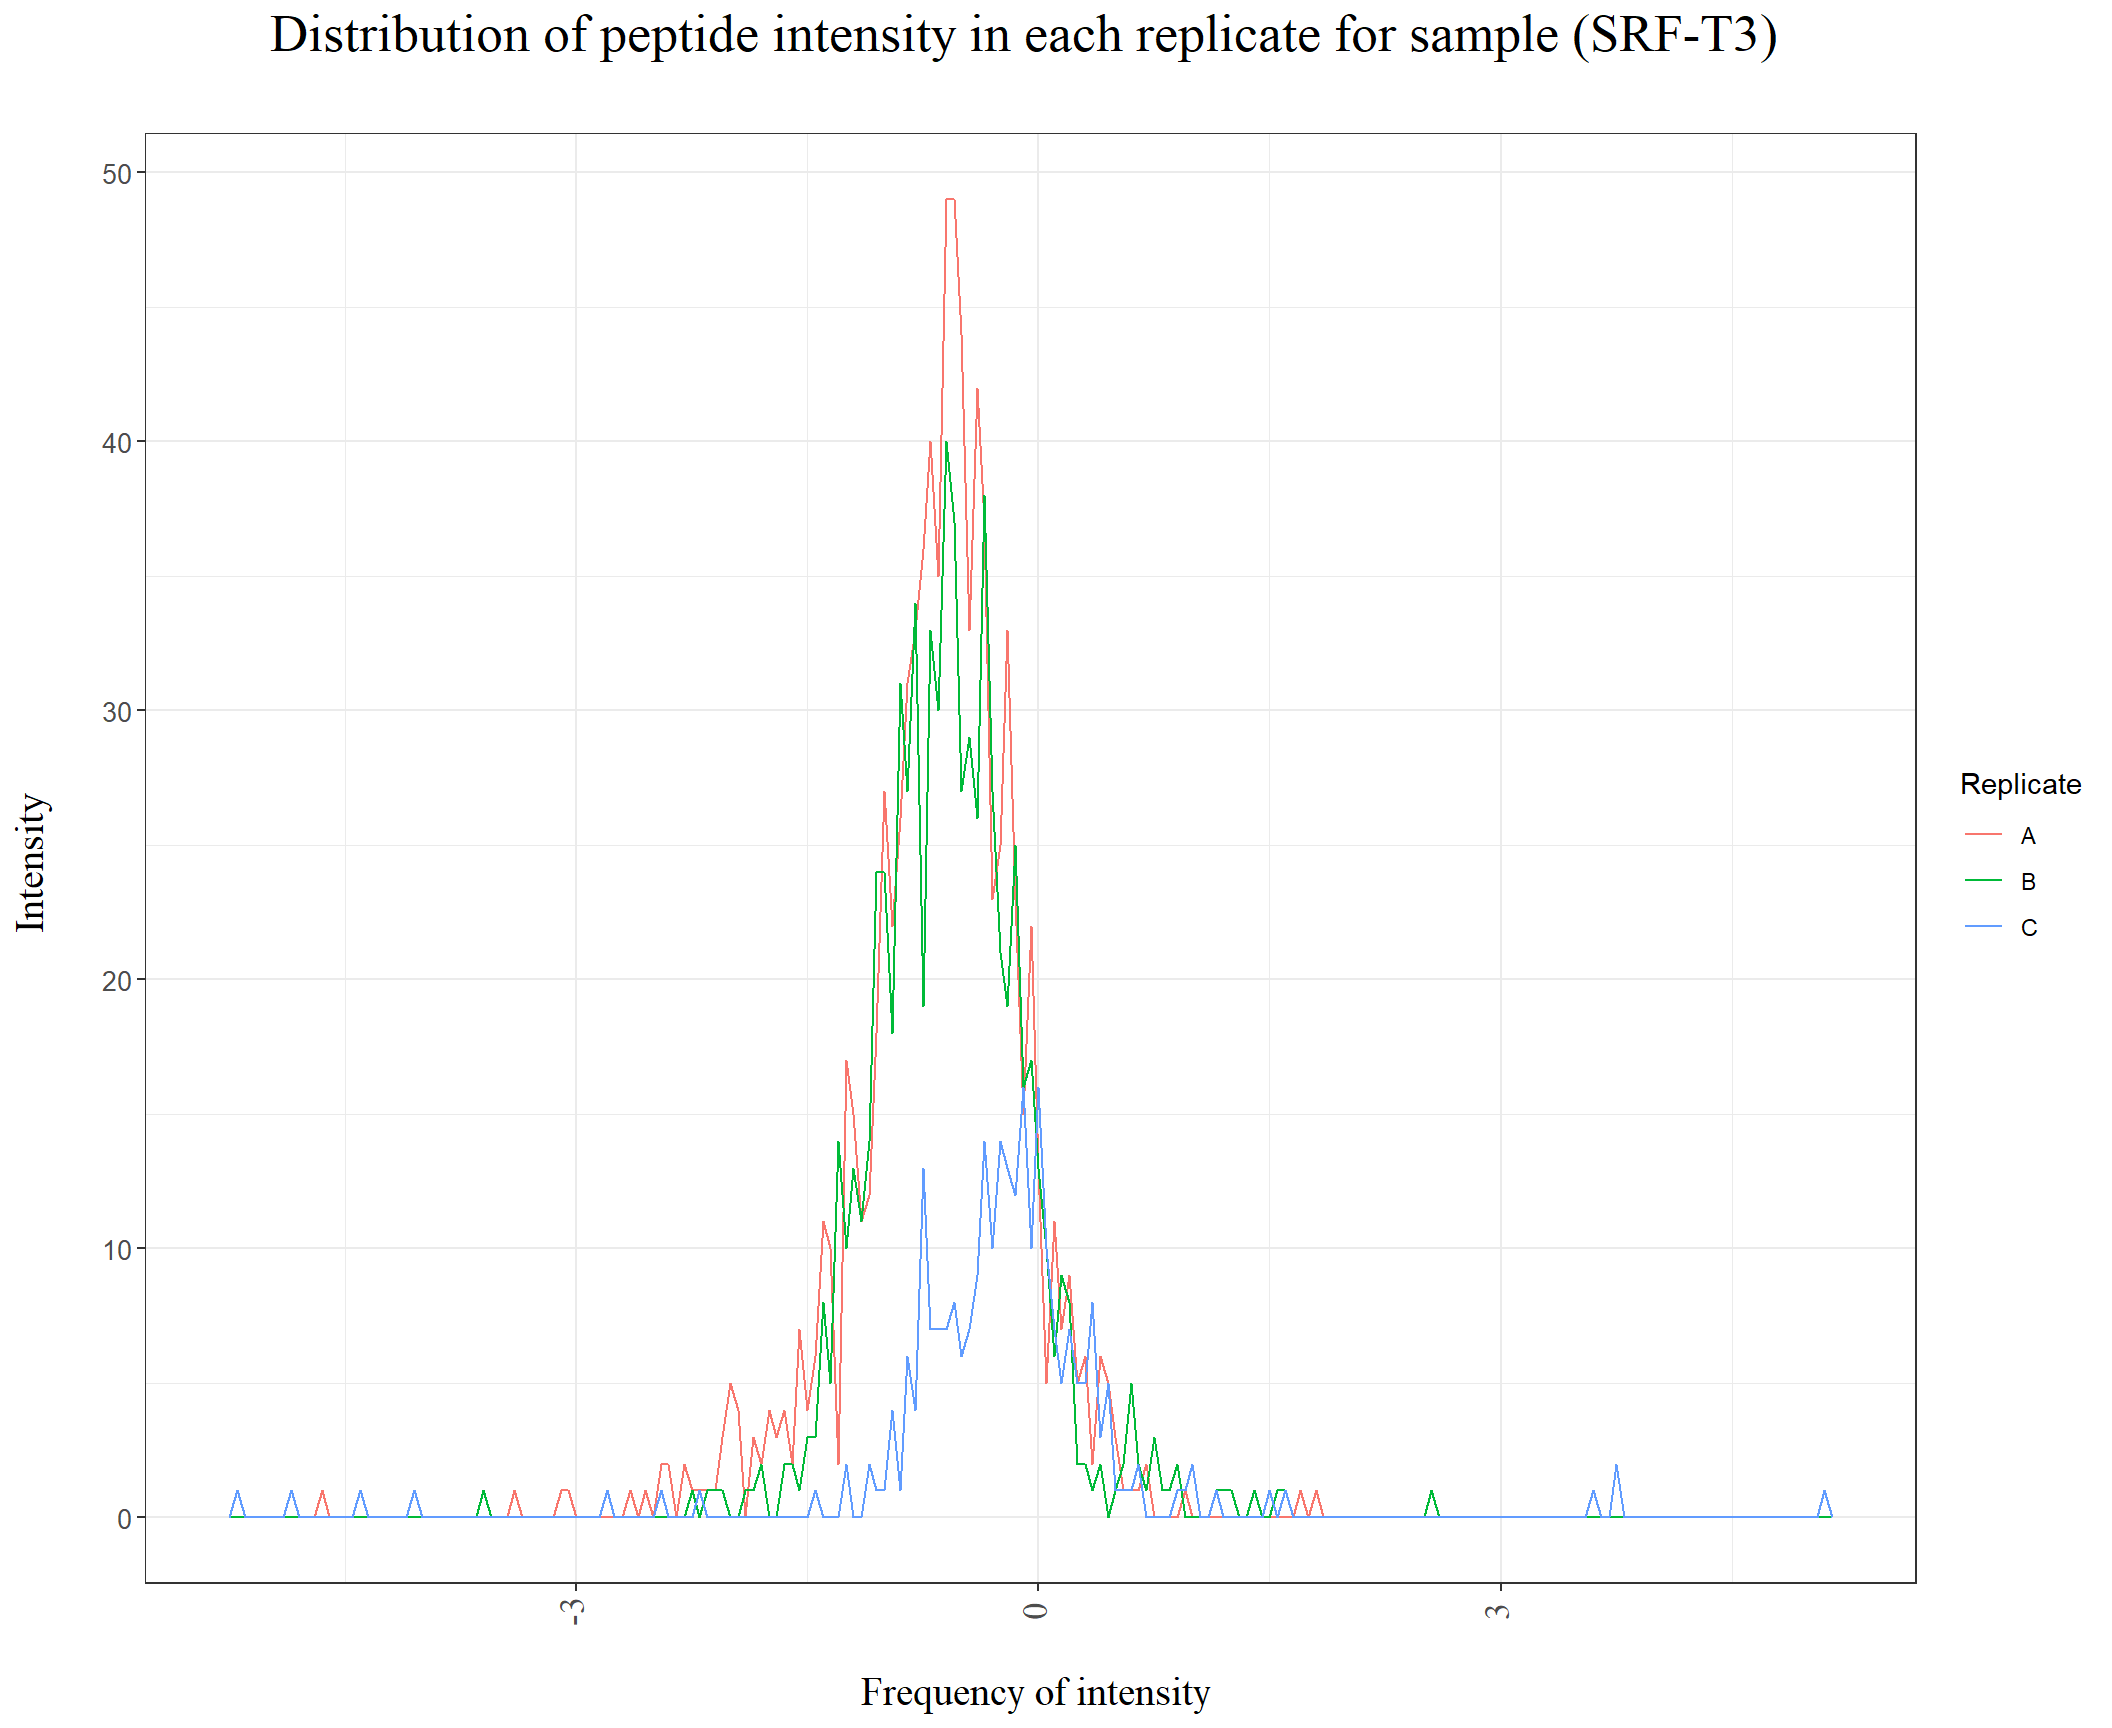 Distribution of peptide intensity in each replicate for sample (SRF-T3)
50
40
30
20
10
0
Intensity
-3
0
3
Frequency of intensity
Replicate
A
B
C